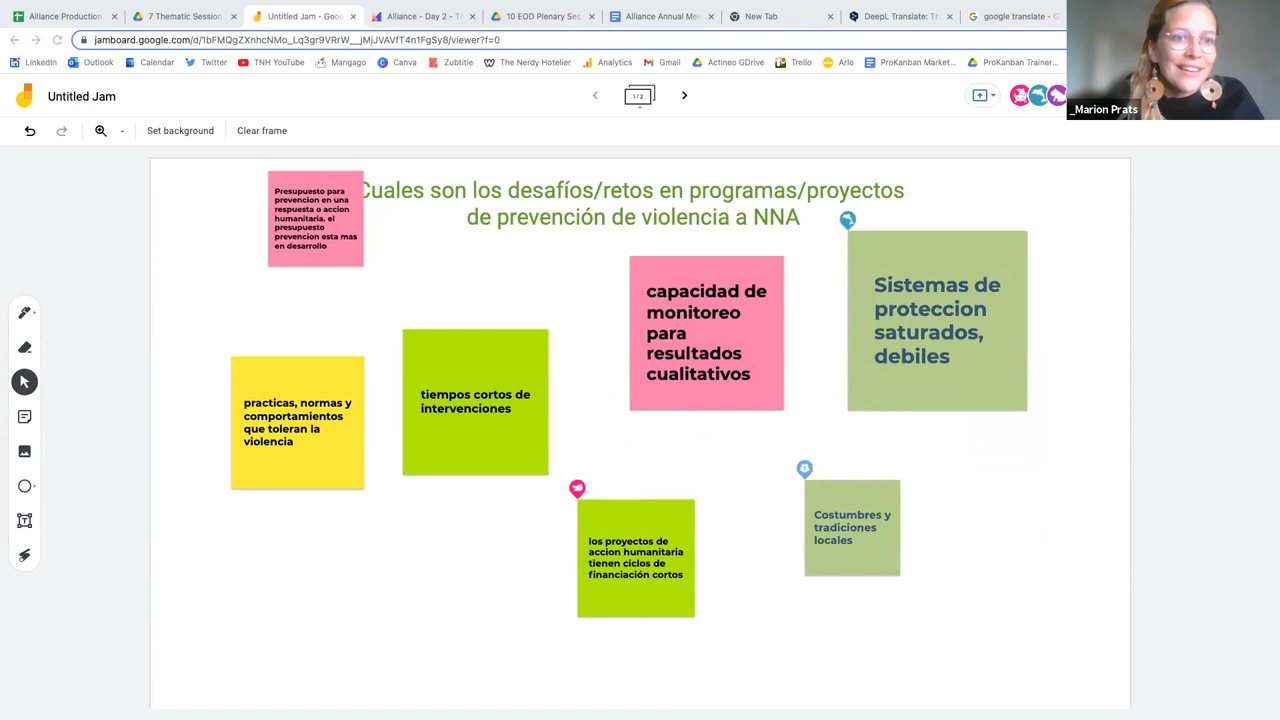 Alliance Production
7 Thematic Session
Untitled Jam - Goog
Alliance - Day 2 - Th
10 EOD Plenary Ses
Alliance Annual Me
New Tab
DeepL Translate: Th
google translate - G
jamboard.google.com/d/1bFMQgZXnhcNMo_Lq3gr9VRrW__jMjJVAVfT4n1FgSy8/viewer?f=0
LinkedIn
Outlook
Calendar
Twitter
TNH YouTube
Mangago
Canva
Zubtitle
The Nerdy Hotelier
Analytics
Gmail
Actineo GDrive
Trello
Arlo
ProKanban Market...
ProKanban Trainer...
Untitled Jam
1/2
_Marion Prats
Set background
Clear frame
Cuales son los desafíos/retos en programas/proyectos
de prevención de violencia a NNA
Presupuesto para
prevencion en una
respuesta o accion
humanitaria. el
presupuesto
prevencion esta mas
en desarrollo
capacidad de
monitoreo
para
resultados
cualitativos
Sistemas de
proteccion
saturados,
debiles
practicas, normas y
comportamientos
que toleran la
violencia
tiempos cortos de
intervenciones
los proyectos de
accion humanitaria
tienen ciclos de
financiación cortos
Costumbres y
tradiciones
locales